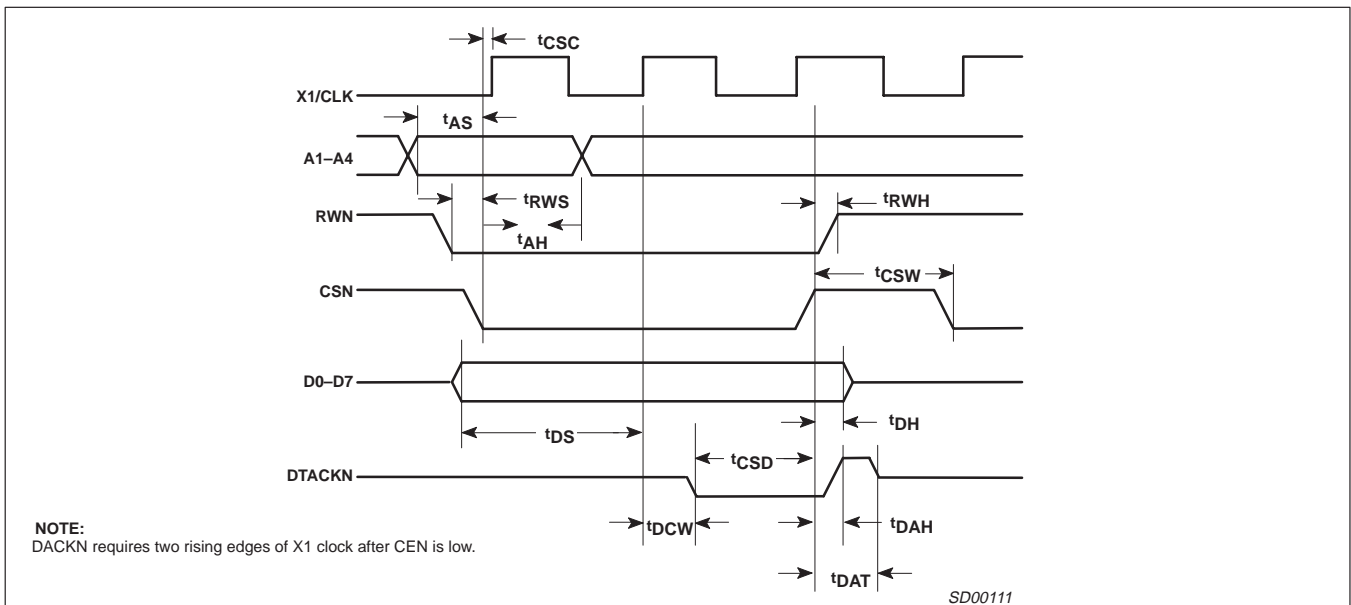 tCSC
X1/CLK
tAS
A1–A4
tRWS
tRWH
RWN
tAH
tCSW
CSN
D0–D7
tDH
tDS
tCSD
DTACKN
tDCW
tDAH
NOTE:
DACKN requires two rising edges of X1 clock after CEN is low.
tDAT
SD00111